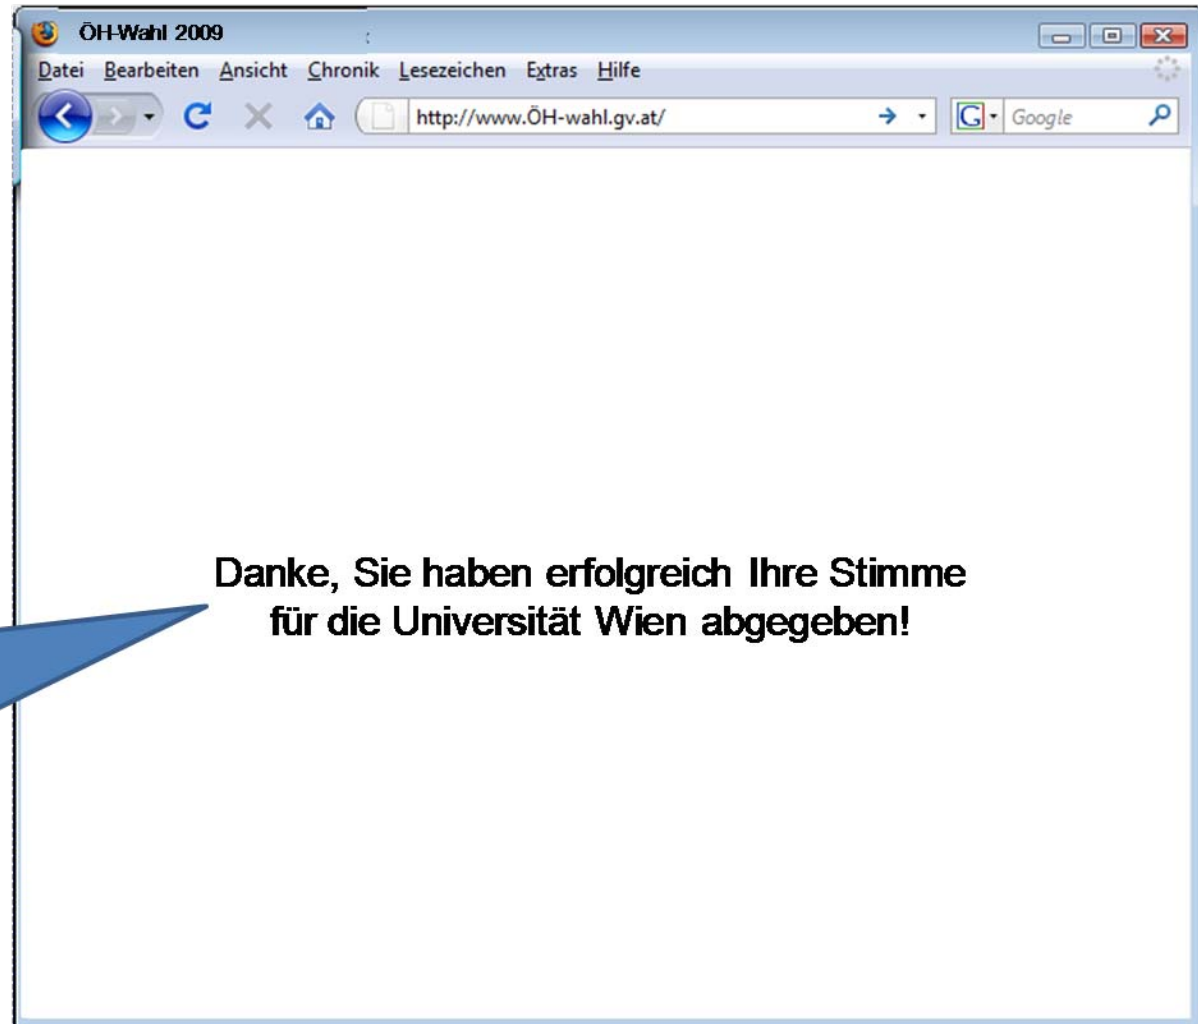 ÖH-Wahl 2009
Datei Bearbeiten Ansicht Chronik Lesezeichen Extras Hilfe
http://www.ÖH-wahl.gv.at/ G Google
Danke, Sie haben erfolgreich Ihre Stimme
für die Universität Wien abgegeben!